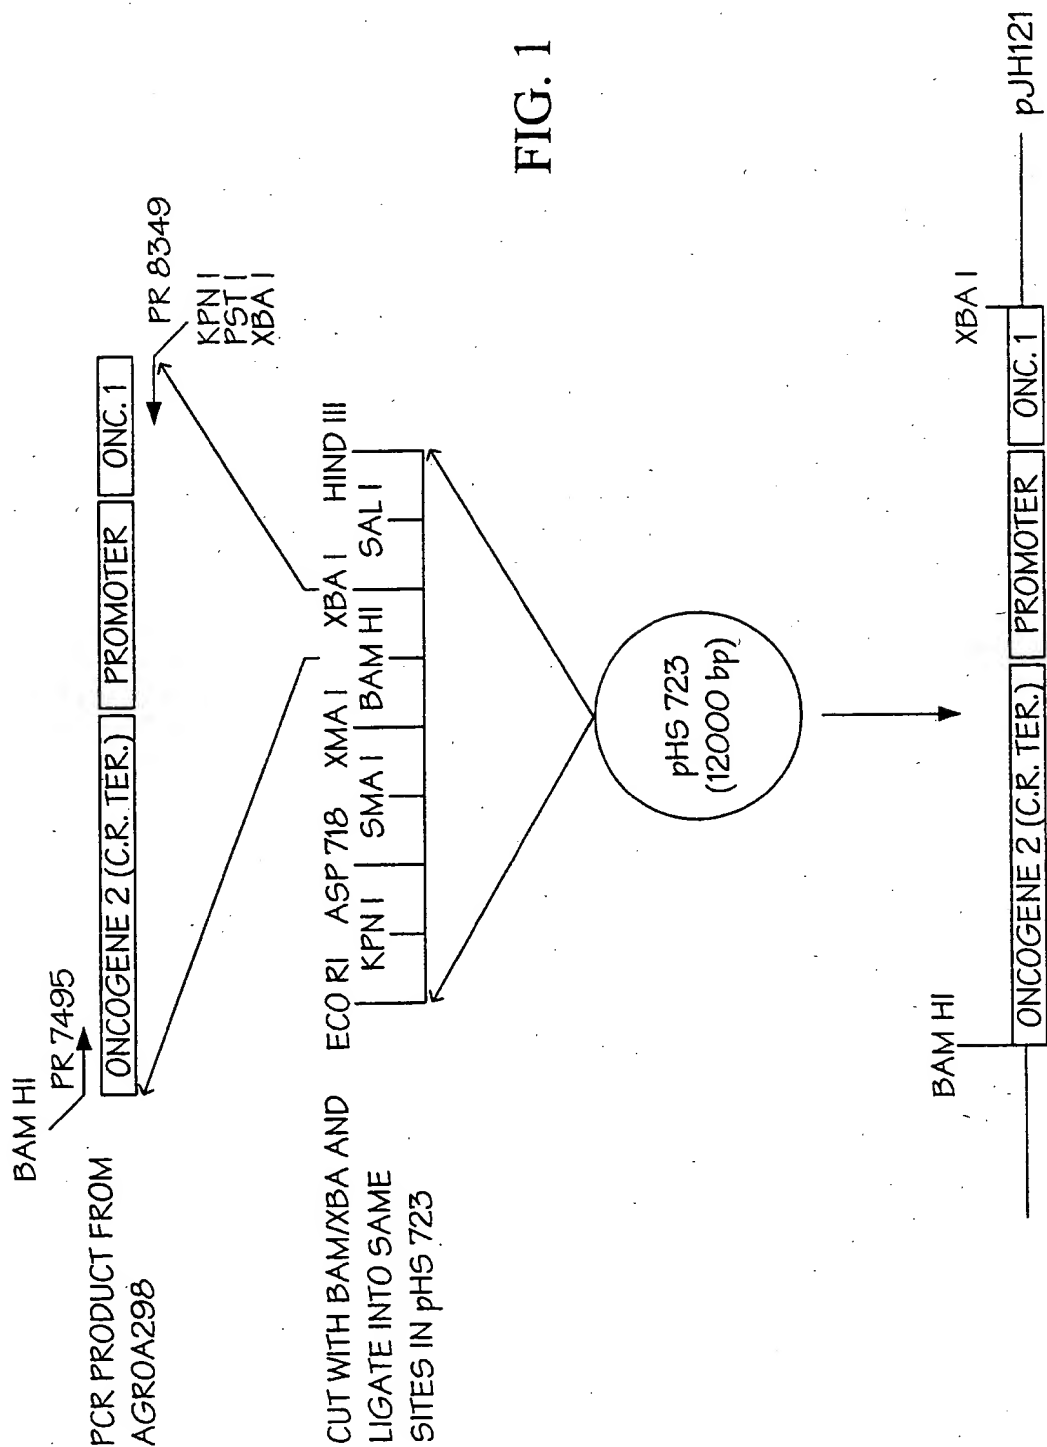 BAM HI
PR 7495
PCR PRODUCT FROM
AGROA298
ONCOGENE 2 (C.R. TER.)
PROMOTER
ONC. 1
PR 8349
KPN I
PST I
XBA I
CUT WITH BAM/XBA AND
LIGATE INTO SAME
SITES IN pHS 723
ECO RI
KPN I
ASP 718
SMA I
XMA I
BAM HI
XBA I
SAL I
HIND III
pHS 723
(12000 bp)
FIG. 1
BAM HI
XBA I
ONCOGENE 2 (C.R. TER.)
PROMOTER
ONC. 1
pJH121